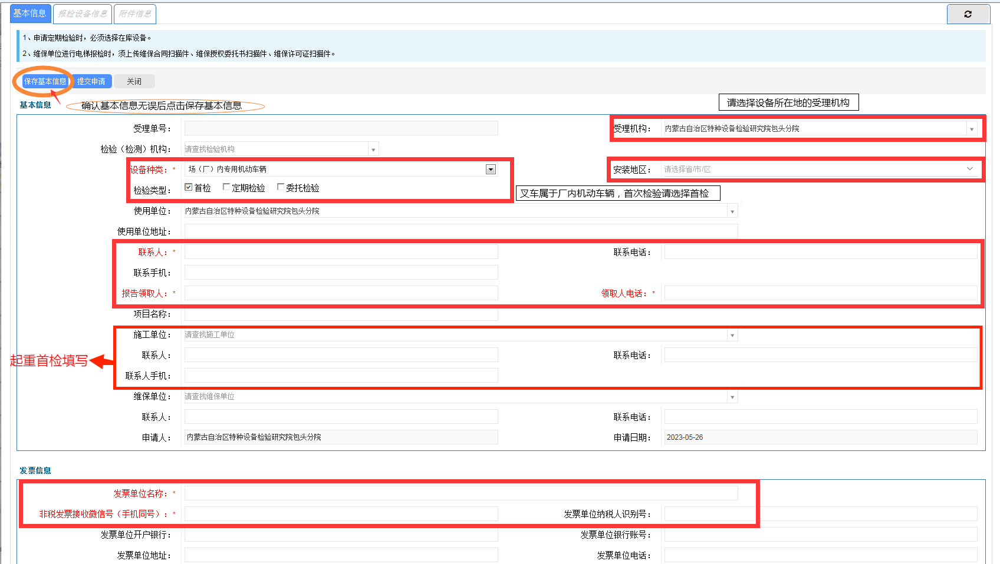 基本信息 报检设备信息 附件信息
1、申请定期检验时，必须选择在库设备。
2、维保单位进行电梯报检时，须上传维保合同扫描件、维保授权委托书扫描件、维保许可证扫描件。
保存基本信息 提交申请 关闭
基本信息
确认基本信息无误后点击保存基本信息
请选择设备所在地的受理机构
受理单号：
受理机构： 内蒙古自治区特种设备检验研究院包头分院
检验（检测）机构： 请查找检验机构
设备种类：* 场（厂）内专用机动车辆
安装地区： 请选择省/市/区
检验类型： 首检 定期检验 委托检验
叉车属于厂内机动车辆，首次检验请选择首检
使用单位： 内蒙古自治区特种设备检验研究院包头分院
使用单位地址：
联系人：* 联系电话：
联系手机：
报告领取人：* 领取人电话：*
项目名称：
施工单位： 请查找施工单位
联系人： 联系电话：
起重首检填写
联系人手机：
维保单位： 请查找维保单位
联系人： 联系电话：
申请人： 内蒙古自治区特种设备检验研究院包头分院 申请日期： 2023-05-26
发票信息
发票单位名称：*
非税发票接收微信号（手机同号）：* 发票单位纳税人识别号：
发票单位开户银行： 发票单位银行账号：
发票单位地址： 发票单位电话：